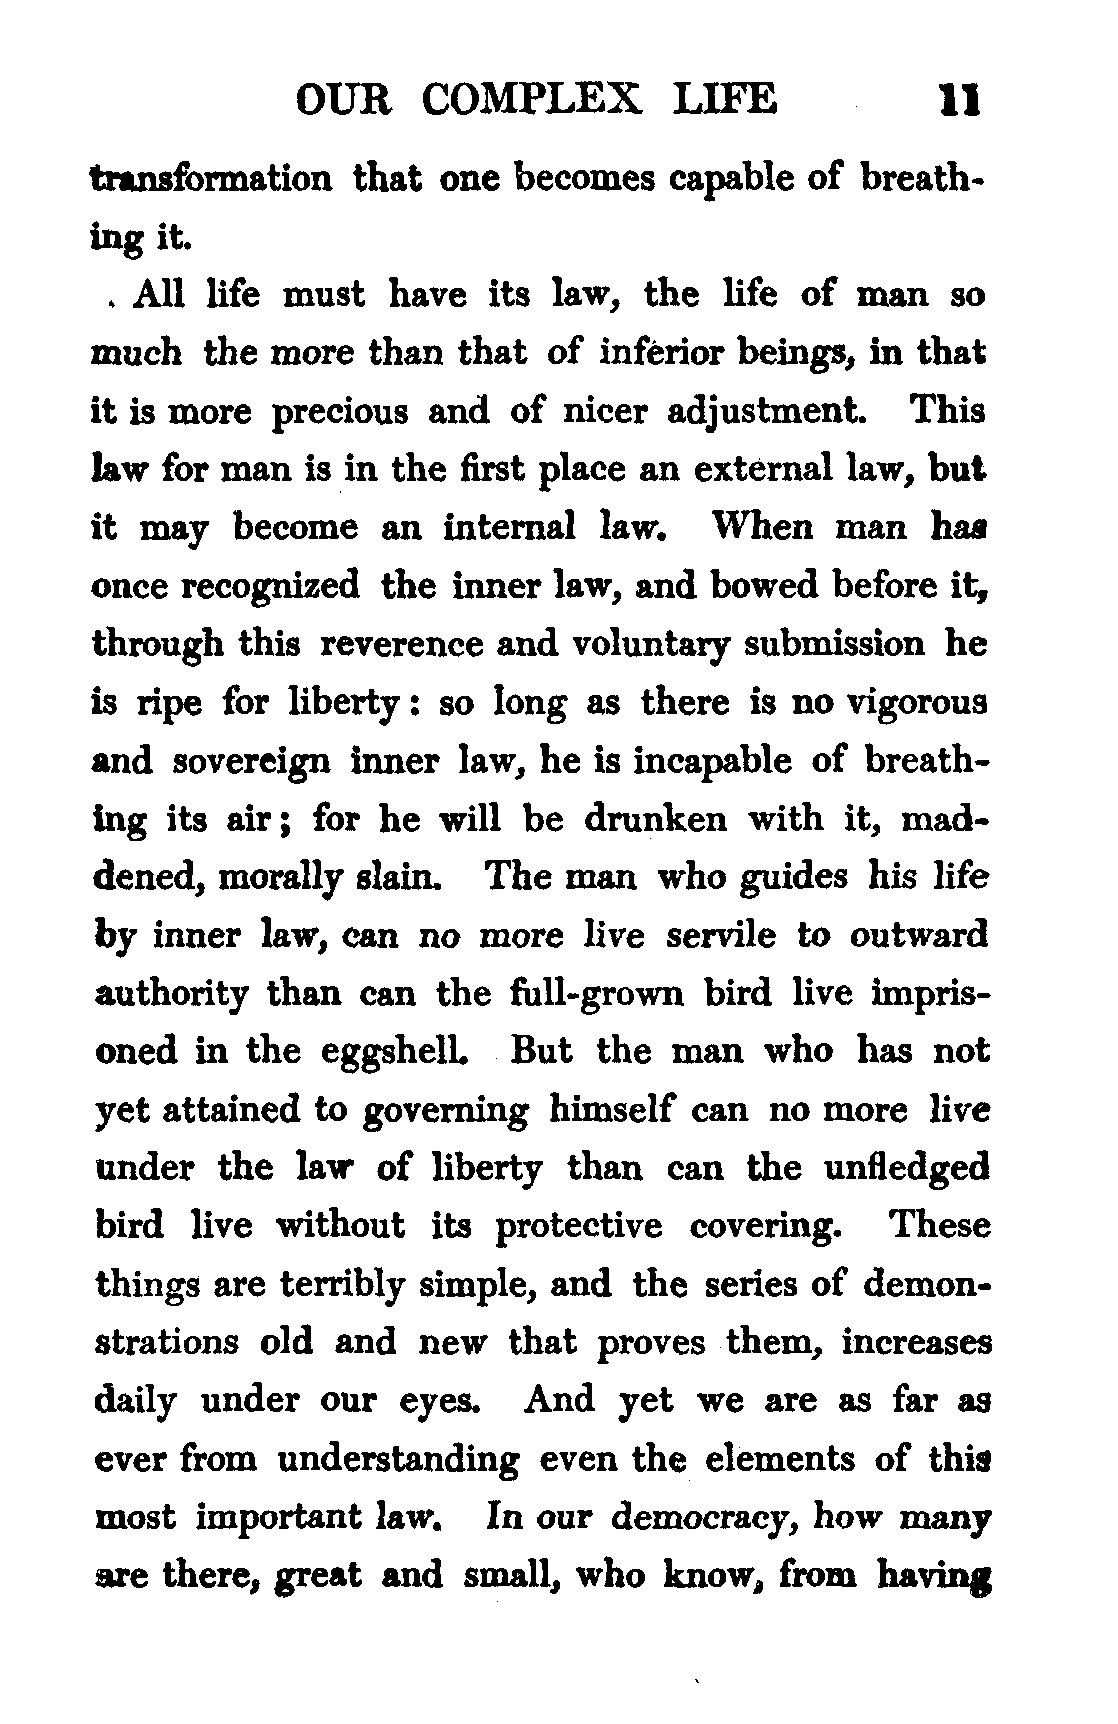 OUR COMPLEX LIFE 11
transformation that one becomes capable of breath-
ing it.
All life must have its law, the life of man so
much the more than that of inferior beings, in that
it is more precious and of nicer adjustment. This
law for man is in the first place an external law, but
it may become an internal law. When man has
once recognized the inner law, and bowed before it,
through this reverence and voluntary submission he
is ripe for liberty: so long as there is no vigorous
and sovereign inner law, he is incapable of breath-
ing its air; for he will be drunken with it, mad-
dened, morally slain. The man who guides his life
by inner law, can no more live servile to outward
authority than can the full-grown bird live impris-
oned in the eggshell. But the man who has not
yet attained to governing himself can no more live
under the law of liberty than can the unfledged
bird live without its protective covering. These
things are terribly simple, and the series of demon-
strations old and new that proves them, increases
daily under our eyes. And yet we are as far as
ever from understanding even the elements of this
most important law. In our democracy, how many
are there, great and small, who know, from having